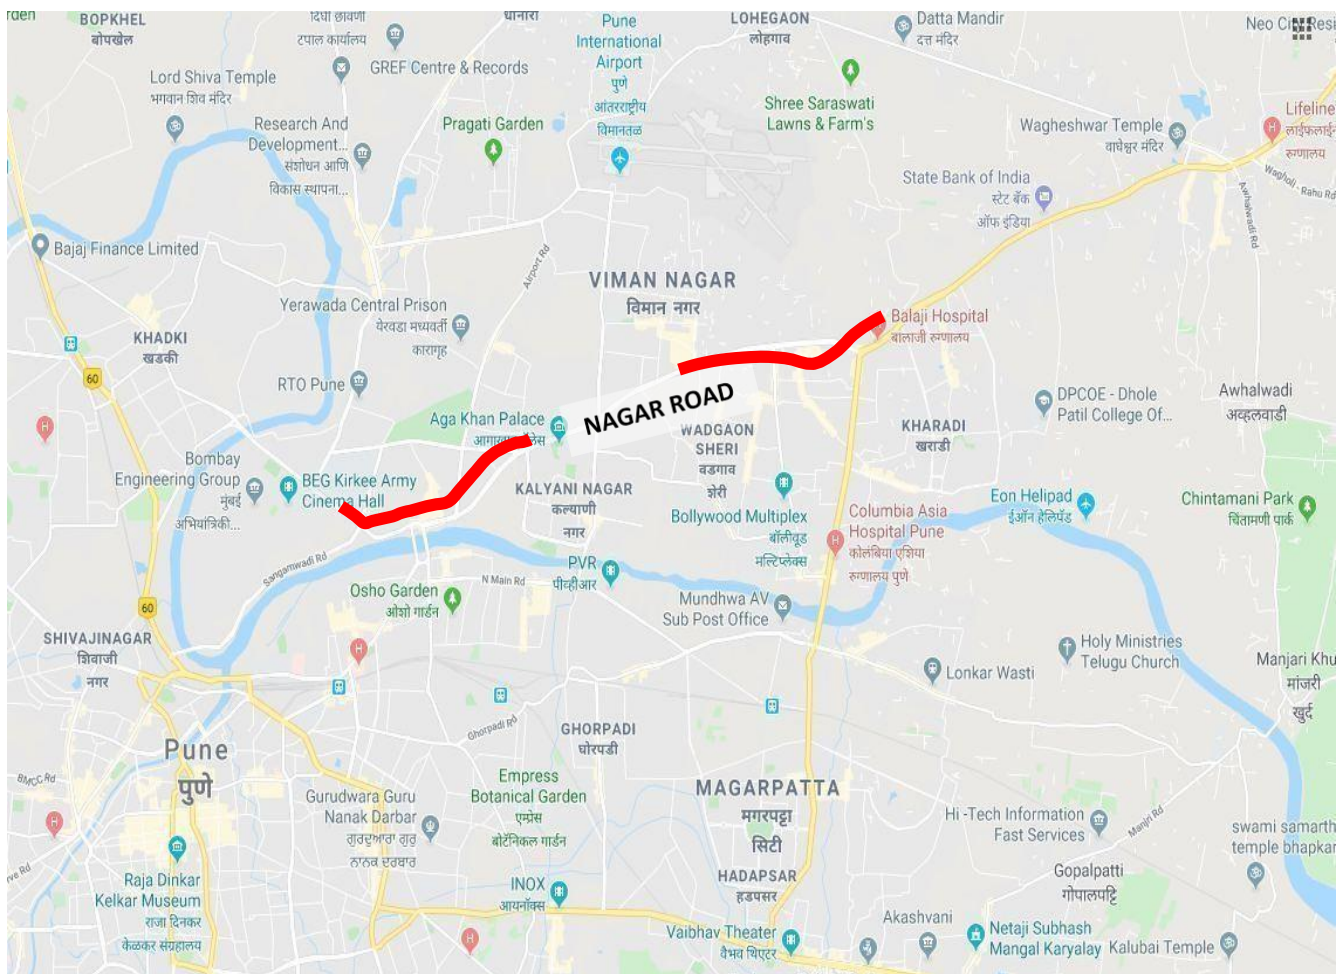 rden
BOPKHEL
बोपखेल
दिघी छावणी
टपाल कार्यालय
धानोरी
GREF Centre & Records
Pune
International
Airport
पुणे
आंतरराष्ट्रीय
विमानतळ
LOHEGAON
लोहगाव
Datta Mandir
दत्त मंदिर
Neo City Resi
Lord Shiva Temple
भगवान शिव मंदिर
Research And
Development...
संशोधन आणि
विकास स्थापना...
Pragati Garden
Shree Saraswati
Lawns & Farm's
Wagheshwar Temple
वाघेश्वर मंदिर
Lifeline
लाईफलाईन
रुग्णालय
Wagholi - Rahu Rd
Awhalwadi Rd
State Bank of India
स्टेट बँक
ऑफ इंडिया
Bajaj Finance Limited
Airport Rd
VIMAN NAGAR
विमान नगर
Yerawada Central Prison
येरवडा मध्यवर्ती
कारागृह
Balaji Hospital
बालाजी रुग्णालय
KHADKI
खडकी
60
RTO Pune
NAGAR ROAD
DPCOE - Dhole
Patil College Of...
Awhalwadi
अव्हलवाडी
Aga Khan Palace
आगाखान पॅलेस
WADGAON
SHERI
वडगाव
शेरी
KHARADI
खराडी
H
Bombay
Engineering Group
मुंबई
अभियांत्रिकी...
BEG Kirkee Army
Cinema Hall
KALYANI NAGAR
कल्याणी
नगर
Bollywood Multiplex
बॉलीवूड
मल्टिप्लेक्स
Columbia Asia
Hospital Pune
कोलंबिया एशिया
रुग्णालय पुणे
H
Eon Helipad
ईऑन हेलिपॅड
Chintamani Park
चिंतामणी पार्क
Sangamwadi Rd
PVR
पीव्हीआर
N Main Rd
Osho Garden
ओशो गार्डन
60
Mundhwa AV
Sub Post Office
SHIVAJINAGAR
शिवाजी
नगर
H
Holy Ministries
Telugu Church
Lonkar Wasti
Manjari Khu
मांजरी
खुर्द
Ghorpadi Rd
GHORPADI
घोरपडी
Pune
पुणे
BMCC Rd
H
Empress
Botanical Garden
एम्प्रेस
बोटॅनिकल गार्डन
MAGARPATTA
मगरपट्टा
सिटी
Gurudwara Guru
Nanak Darbar
ਗੁਰਦੁਆਰਾ ਗੁਰੂ
ਨਾਨਕ ਦਰਬਾਰ
Hi -Tech Information
Fast Services
Manjri Rd
swami samarth
temple bhapkar
HADAPSAR
हडपसर
Gopalpatti
गोपालपट्टि
Raja Dinkar
Kelkar Museum
राजा दिनकर
केळकर संग्रहालय
INOX
आयनॉक्स
H
Vaibhav Theater
वैभव थिएटर
Akashvani
Netaji Subhash
Mangal Karyalay
Kalubai Temple